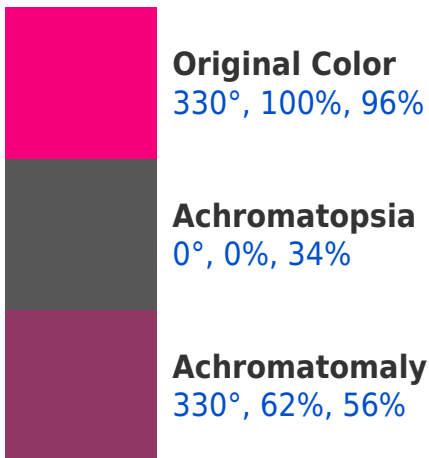 Original Color
330°, 100%, 96%
Achromatopsia
0°, 0%, 34%
Achromatomaly
330°, 62%, 56%